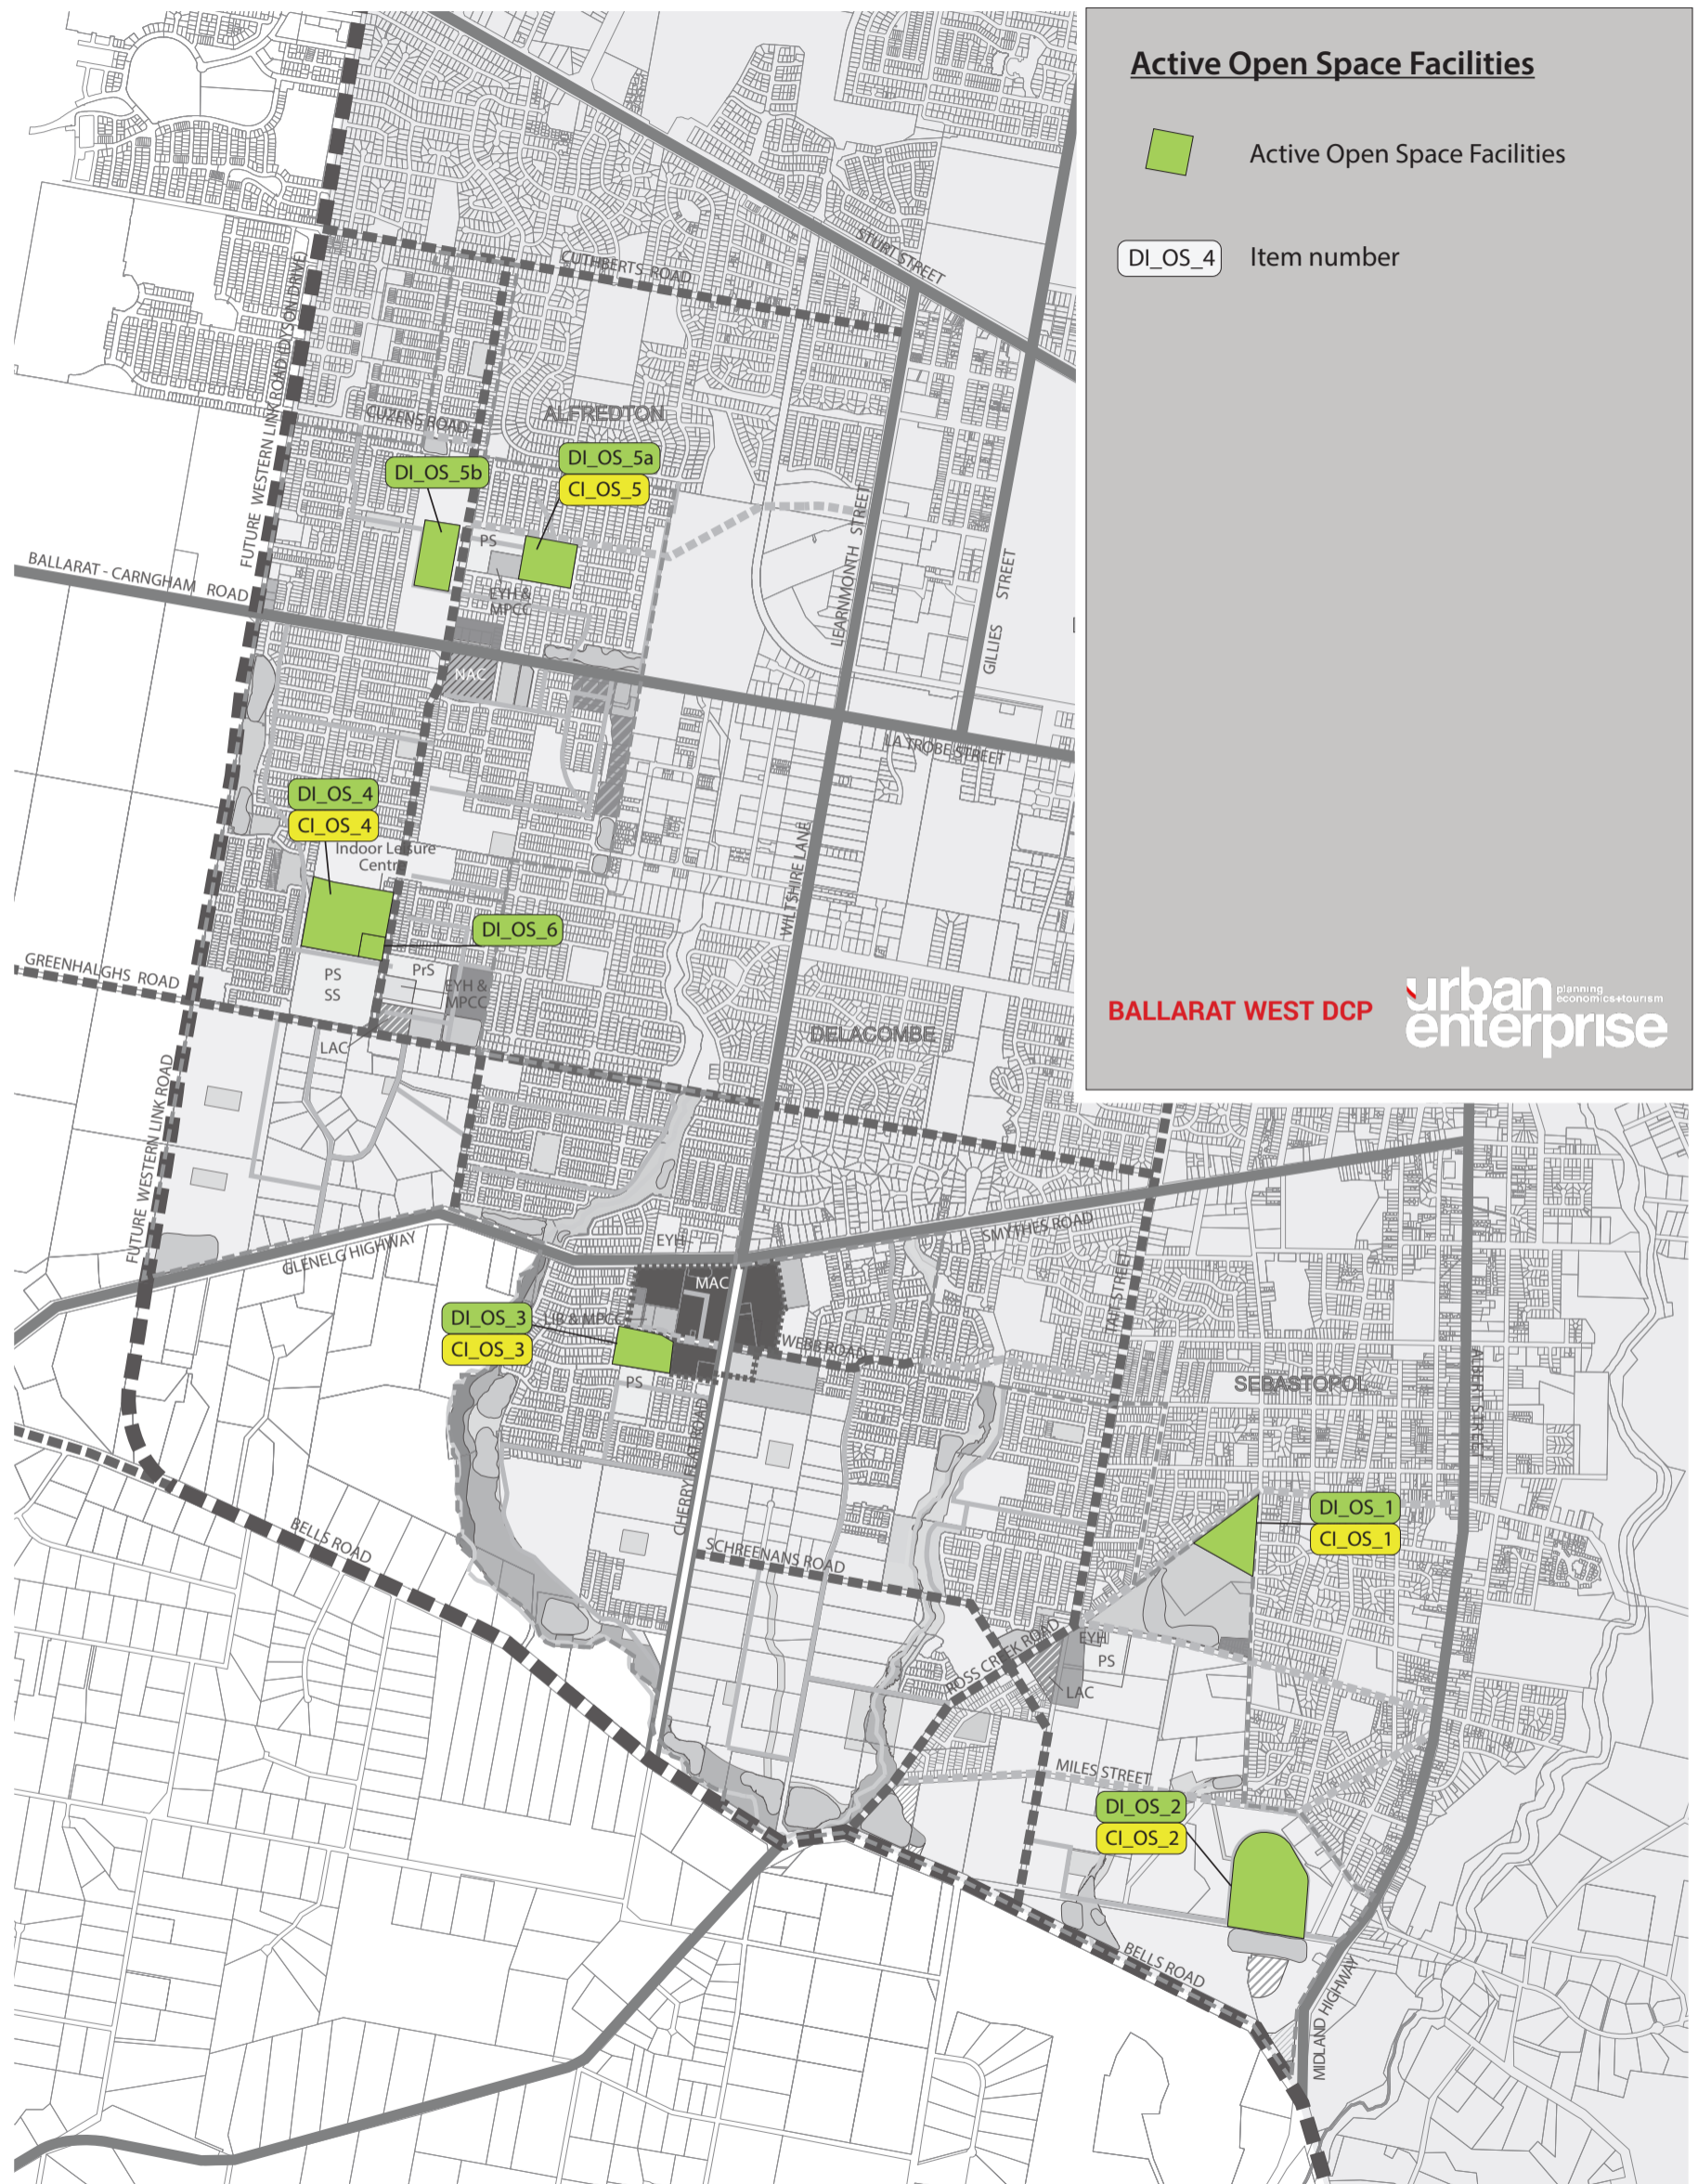 Active Open Space Facilities
Active Open Space Facilities
DI_OS_4
Item number
BALLARAT WEST DCP
urban
enterprise
planning
economics+tourism
STURT STREET
CUTHBERTS ROAD
FUTURE WESTERN LINK ROAD (DYSON DRIVE)
CUZENS ROAD
ALFREDTON
DI_OS_5b
DI_OS_5a
CI_OS_5
PS
EYH &
MPCC
LEARNMONTH STREET
GILLIES STREET
BALLARAT - CARNGHAM ROAD
NAC
LA TROBE STREET
DI_OS_4
CI_OS_4
Indoor Leisure
Centre
WILTSHIRE LANE
DI_OS_6
GREENHALGHS ROAD
PS
SS
PrS
EYH &
MPCC
LAC
DELACOMBE
FUTURE WESTERN LINK ROAD
GLENELG HIGHWAY
EYH
SMYTHES ROAD
MAC
TAIT STREET
DI_OS_3
CI_OS_3
LIB & MPCC
WEBB ROAD
PS
SEBASTOPOL
ALBERT STREET
CHERRY FLAT ROAD
BELLS ROAD
SCHREENANS ROAD
DI_OS_1
CI_OS_1
ROSS CREEK ROAD
EYH
PS
LAC
MILES STREET
DI_OS_2
CI_OS_2
BELLS ROAD
MIDLAND HIGHWAY